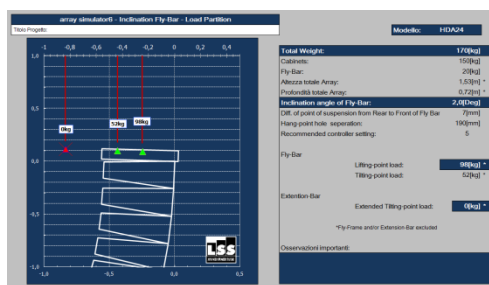 array simulator6 - Inclination Fly-Bar - Load Partition
Titolo Progetto:
Modello: HDA24
-1 -0,8 -0,6 -0,4 -0,2 0 0,2 0,4
1,0
0,5
0,0
-0,5
-1,0
0kg
52kg
98kg
-1,0 -0,5 0,0 0,5
LSS
Total Weight: 170[kg]
Cabinets: 150[kg]
Fly-Bar: 20[kg]
Altezza totale Array: 1,53[m] *
Profondità totale Array: 0,72[m] *
Inclination angle of Fly-Bar: 2,0[Deg]
Diff. of point of suspension from Rear to Front of Fly Bar 7[mm]
Hang-point hole seperation: 190[mm]
Recommended controller setting: 5
Fly-Bar
Lifting-point load: 98[kg] *
Tilting-point load: 52[kg] *
Extention-Bar
Extended Tilting-point load: 0[kg] *
*Fly-Frame and/or Extension-Bar excluded
Osservazioni Importanti: